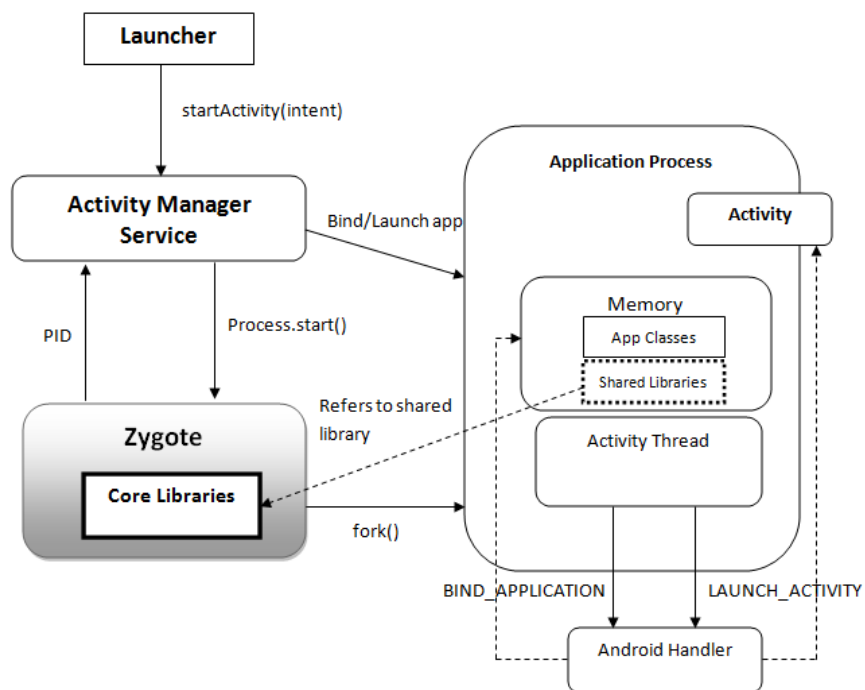 Launcher
startActivity(intent)
Activity Manager
Service
Bind/Launch app
Process.start()
PID
Zygote
Core Libraries
Refers to shared
library
fork()
Application Process
Activity
Memory
App Classes
Shared Libraries
Activity Thread
BIND_APPLICATION
LAUNCH_ACTIVITY
Android Handler